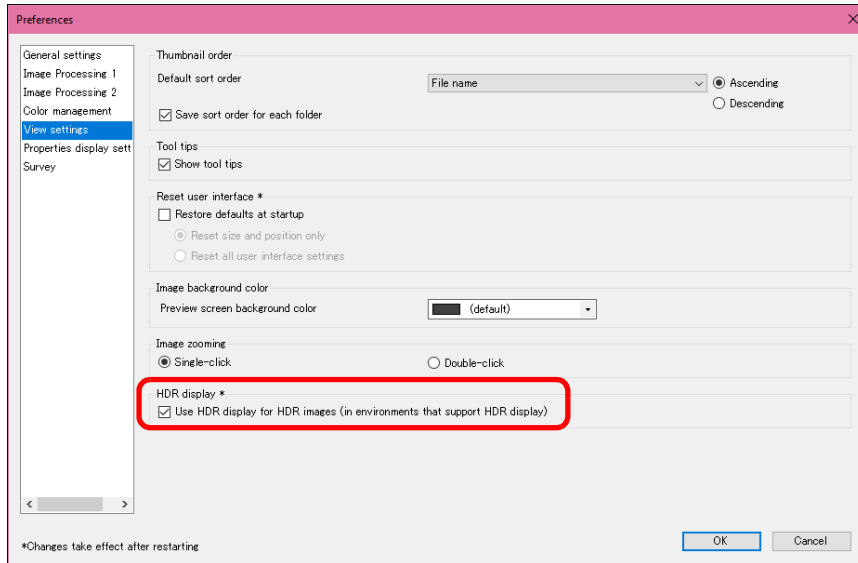 Preferences
General settings
Image Processing 1
Image Processing 2
Color management
View settings
Properties display sett
Survey
Thumbnail order
Default sort order
File name
Ascending
Descending
Save sort order for each folder
Tool tips
Show tool tips
Reset user interface *
Restore defaults at startup
Reset size and position only
Reset all user interface settings
Image background color
Preview screen background color
(default)
Image zooming
Single-click
Double-click
HDR display *
Use HDR display for HDR images (in environments that support HDR display)
*Changes take effect after restarting
OK
Cancel